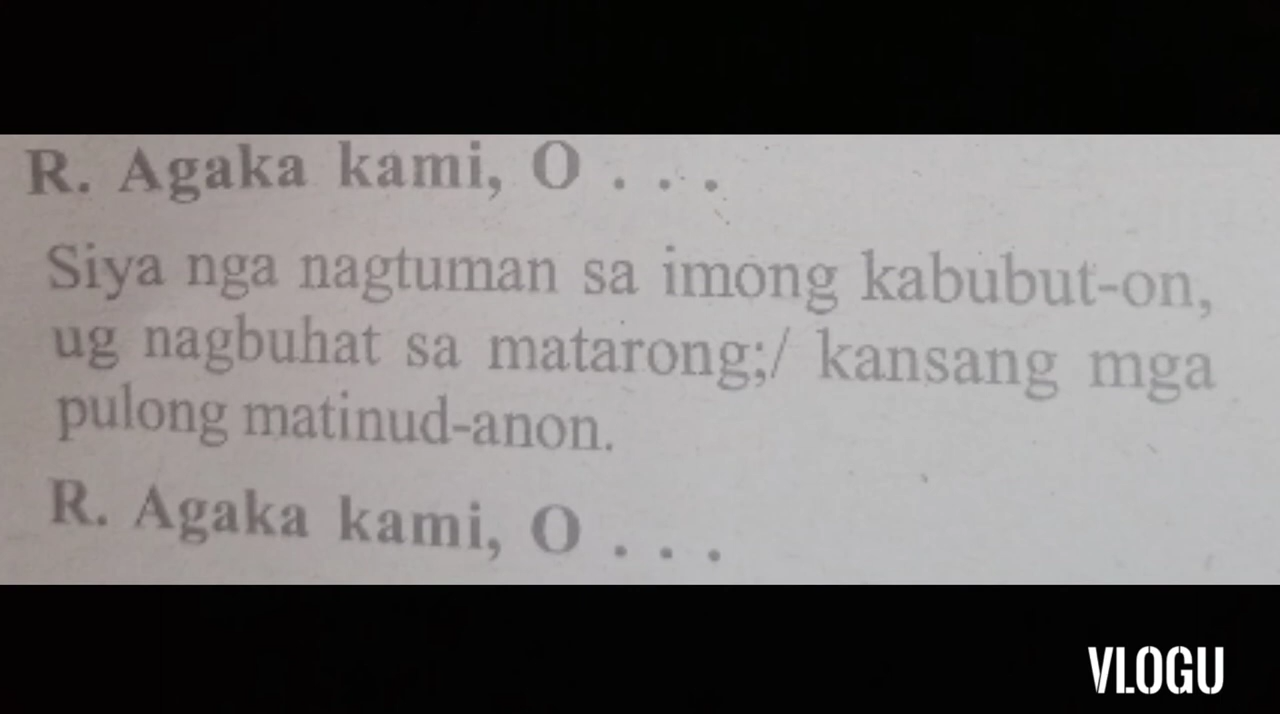 R. Agaka kami, O . . .
Siya nga nagtuman sa imong kabubut-on,
ug nagbuhat sa matarong;/ kansang mga
pulong matinud-anon.
R. Agaka kami, O . . .
VLOGU